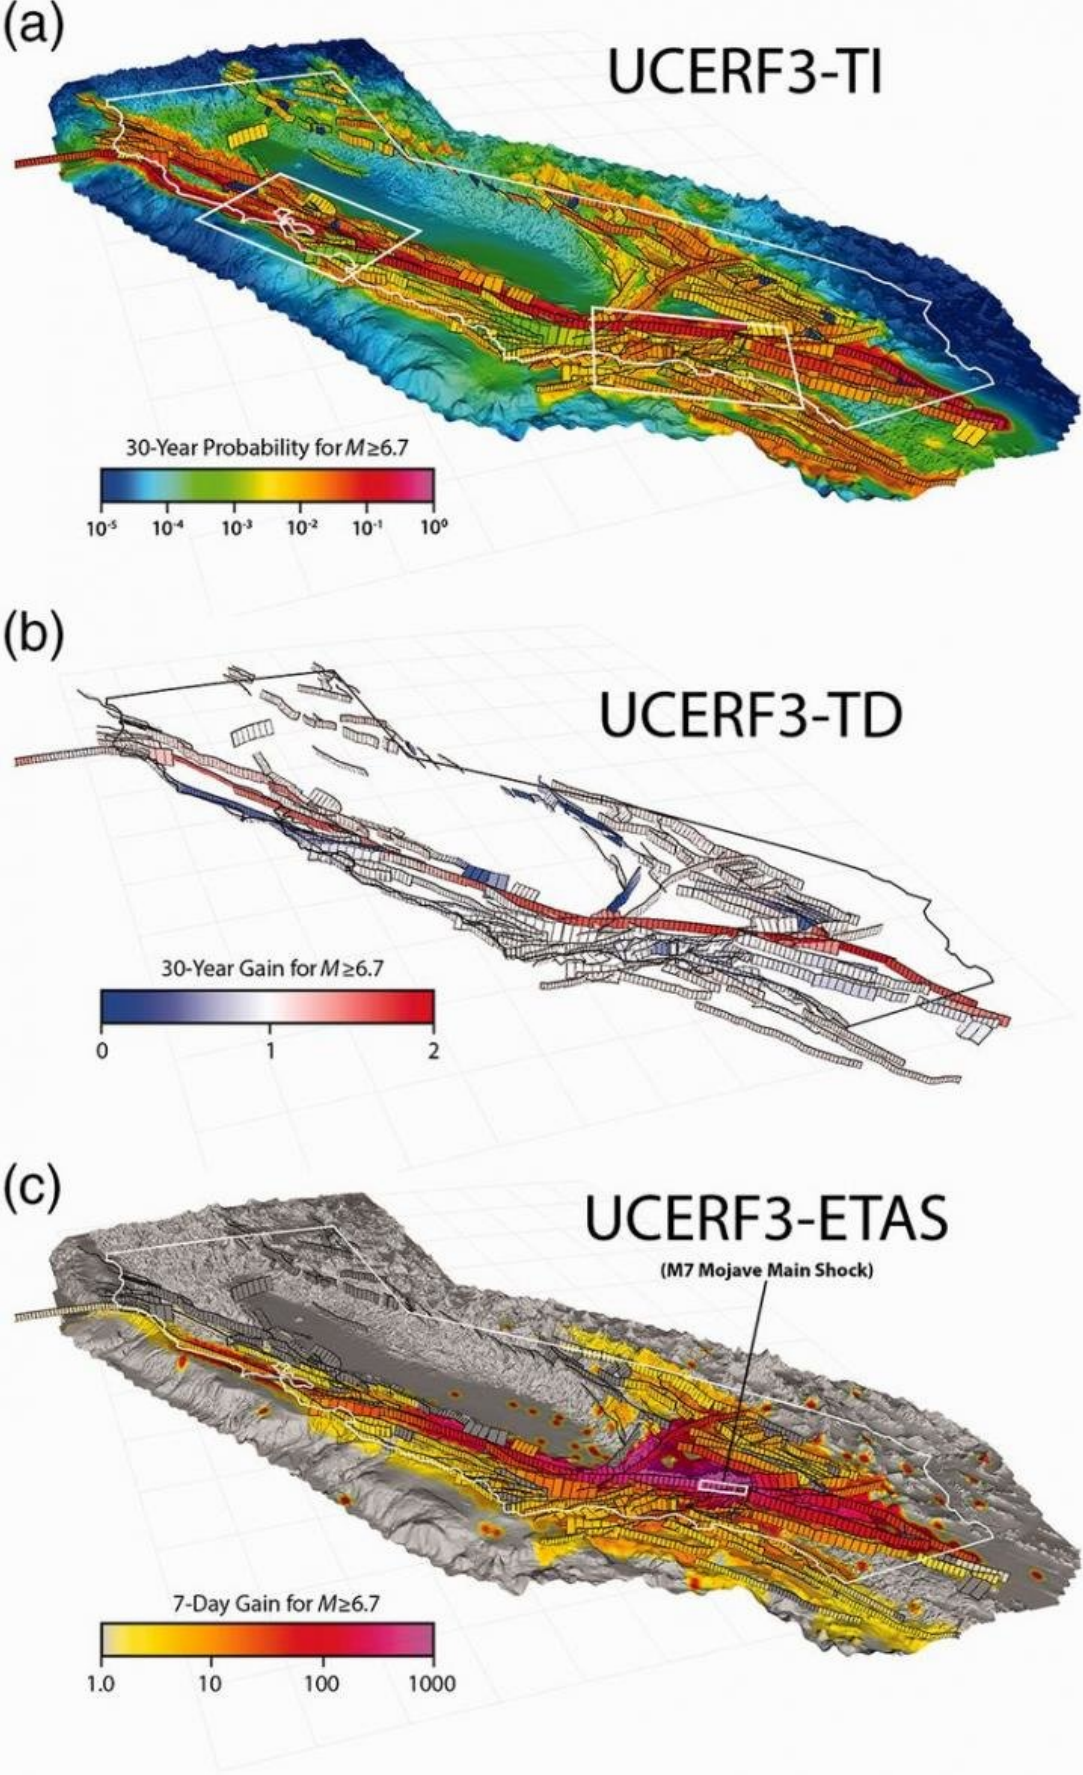 (a)
UCERF3-TI
30-Year Probability for M≥6.7
10⁻⁵ 10⁻⁴ 10⁻³ 10⁻² 10⁻¹ 10⁰
(b)
UCERF3-TD
30-Year Gain for M≥6.7
0 1 2
(c)
UCERF3-ETAS
(M7 Mojave Main Shock)
7-Day Gain for M≥6.7
1.0 10 100 1000